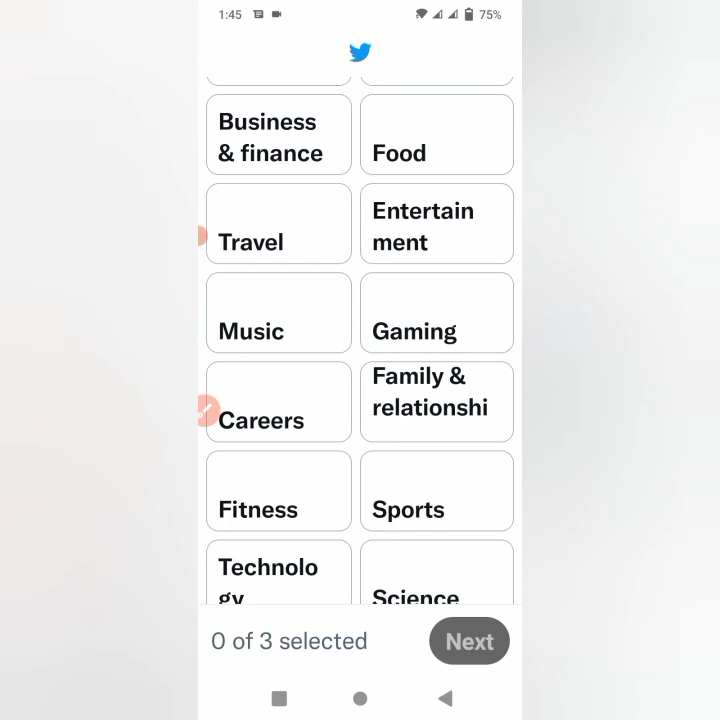 1:45
75%
Business
& finance
Food
Travel
Entertain
ment
Music
Gaming
Careers
Family &
relationshi
Fitness
Sports
Technolo
gy
Science
0 of 3 selected
Next